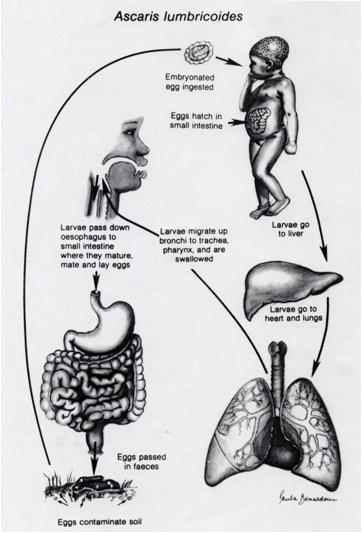 Ascaris lumbricoides
Embryonated
egg ingested
Eggs hatch in
small intestine
Larvae go
to liver
Larvae go to
heart and lungs
Larvae migrate up
bronchi to trachea,
pharynx, and are
swallowed
Larvae pass down
oesophagus to
small intestine
where they mature,
mate and lay eggs
Eggs passed
in faeces
Eggs contaminate soil
Paula Bensadoun